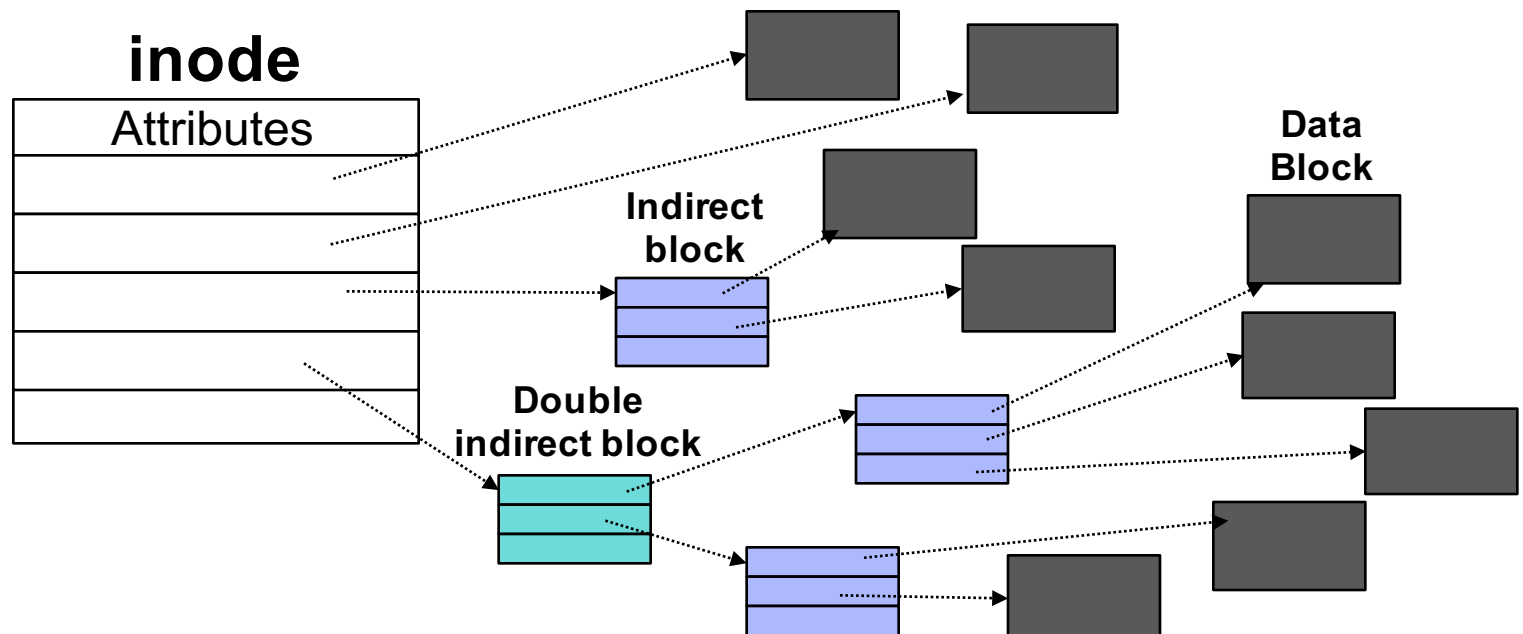 inode
Attributes
Indirect
block
Data
Block
Double
indirect block